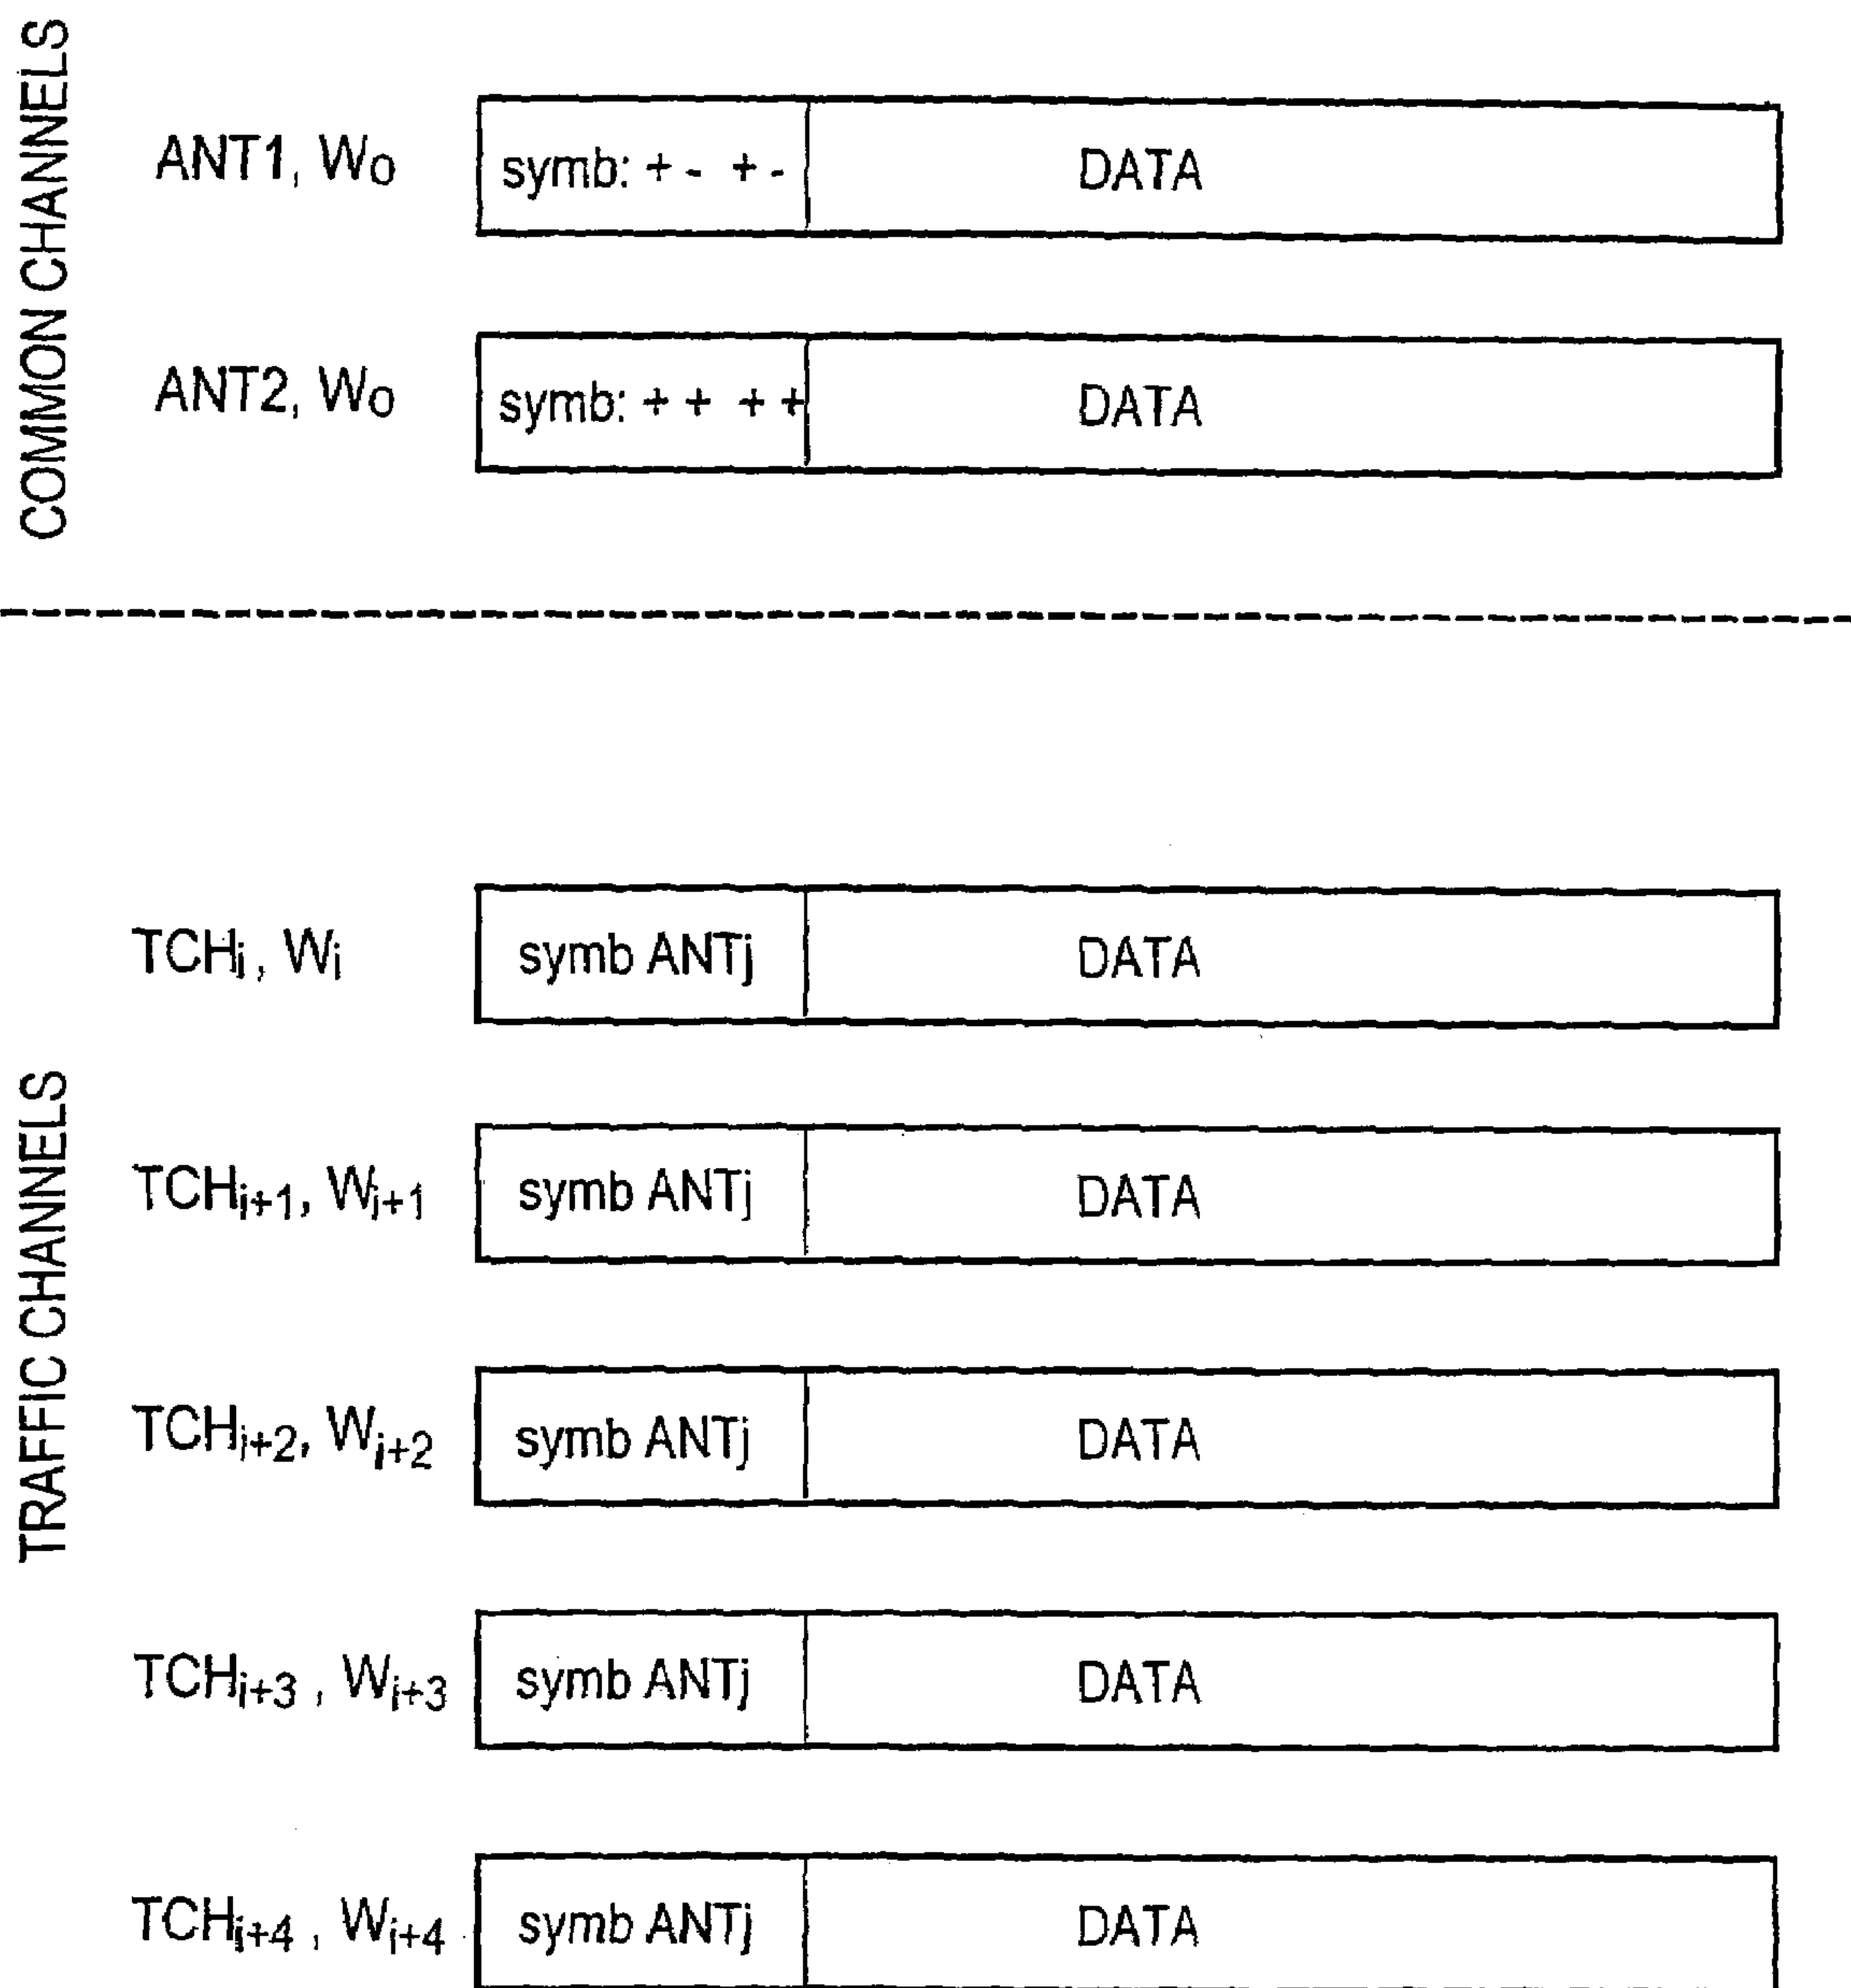 COMMON CHANNELS
ANT1, W₀ symb: + - + - DATA
ANT2, W₀ symb: + + + + DATA
TRAFFIC CHANNELS
TCHᵢ, Wᵢ symb ANTj DATA
TCHᵢ₊₁, Wᵢ₊₁ symb ANTj DATA
TCHᵢ₊₂, Wᵢ₊₂ symb ANTj DATA
TCHᵢ₊₃, Wᵢ₊₃ symb ANTj DATA
TCHᵢ₊₄, Wᵢ₊₄ symb ANTj DATA